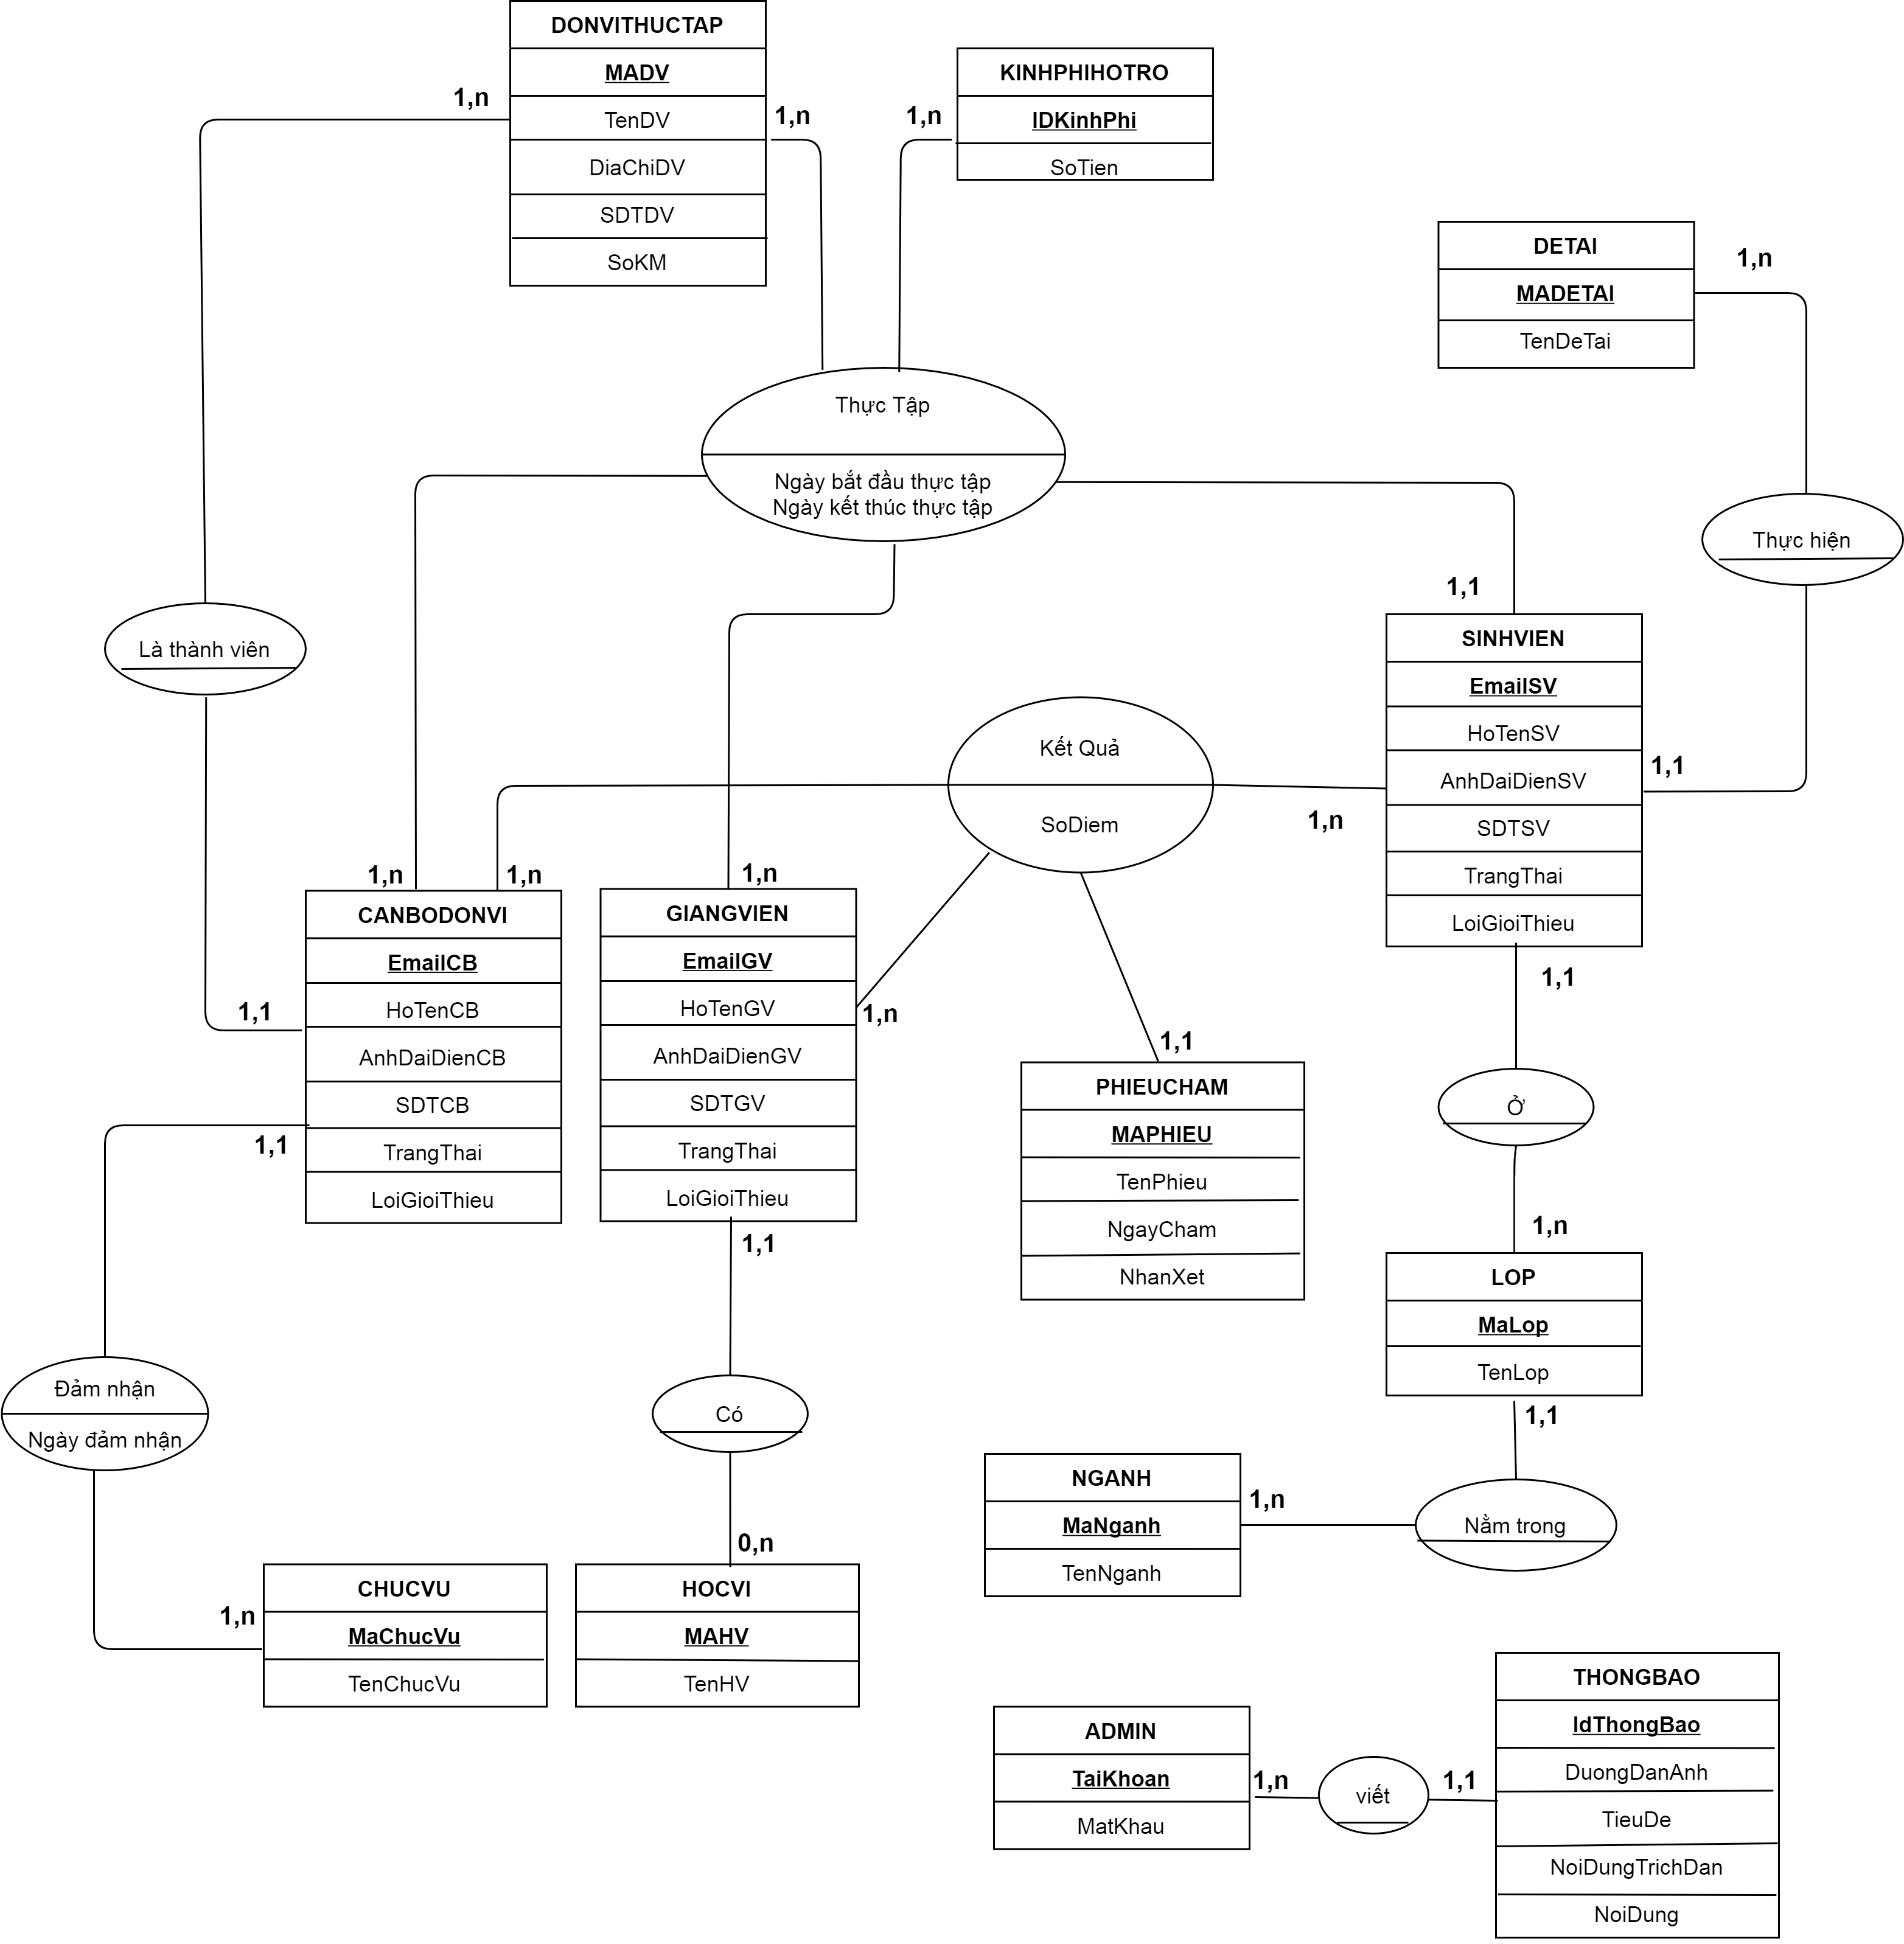 DONVITHUCTAP
MADV
TenDV
DiaChiDV
SDTDV
SoKM
1,n
1,n
1,n
KINHPHIHOTRO
IDKinhPhi
SoTien
DETAI
MADETAI
TenDeTai
1,n
Thực Tập
Ngày bắt đầu thực tập
Ngày kết thúc thực tập
Thực hiện
Là thành viên
1,1
SINHVIEN
EmailSV
HoTenSV
AnhDaiDienSV
SDTSV
TrangThai
LoiGioiThieu
1,1
1,n
Kết Quả
SoDiem
1,n
1,n
1,n
CANBODONVI
EmailCB
HoTenCB
AnhDaiDienCB
SDTCB
TrangThai
LoiGioiThieu
1,1
1,1
GIANGVIEN
EmailGV
HoTenGV
AnhDaiDienGV
SDTGV
TrangThai
LoiGioiThieu
1,n
1,1
1,1
PHIEUCHAM
MAPHIEU
TenPhieu
NgayCham
NhanXet
1,1
Ở
1,n
LOP
MaLop
TenLop
1,1
Đảm nhận
Ngày đảm nhận
Có
0,n
1,n
CHUCVU
MaChucVu
TenChucVu
HOCVI
MAHV
TenHV
NGANH
MaNganh
TenNganh
1,n
Nằm trong
ADMIN
TaiKhoan
MatKhau
1,n
viết
1,1
THONGBAO
IdThongBao
DuongDanAnh
TieuDe
NoiDungTrichDan
NoiDung